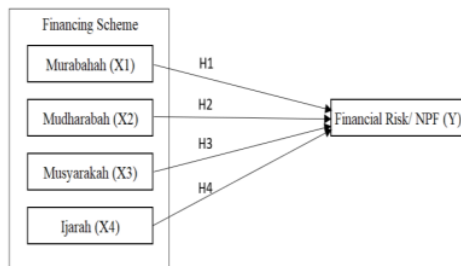 Financing Scheme
Murabahah (X1)
H1
Mudharabah (X2)
H2
Financial Risk/ NPF (Y)
Musyarakah (X3)
H3
Ijarah (X4)
H4